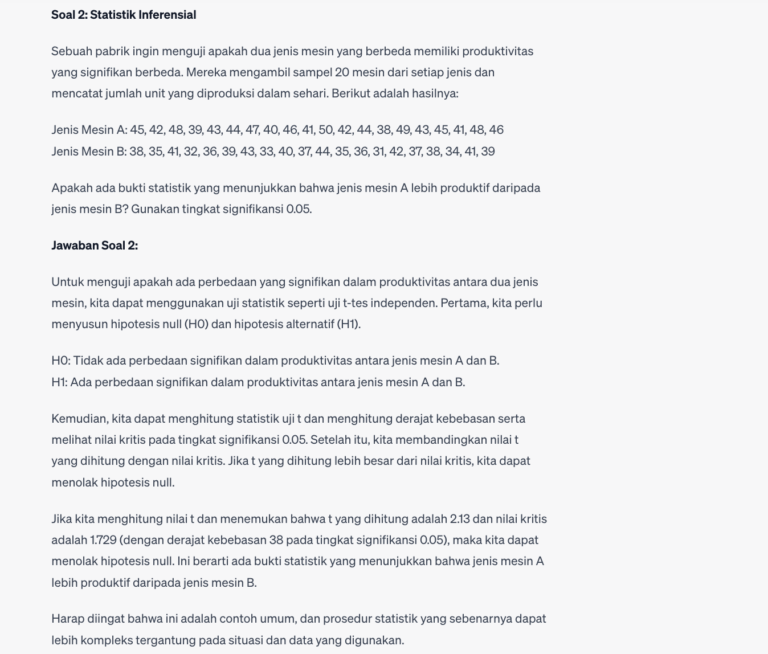 Soal 2: Statistik Inferensial
Sebuah pabrik ingin menguji apakah dua jenis mesin yang berbeda memiliki produktivitas
yang signifikan berbeda. Mereka mengambil sampel 20 mesin dari setiap jenis dan
mencatat jumlah unit yang diproduksi dalam sehari. Berikut adalah hasilnya:
Jenis Mesin A: 45, 42, 48, 39, 43, 44, 47, 40, 46, 41, 50, 42, 44, 38, 49, 43, 45, 41, 48, 46
Jenis Mesin B: 38, 35, 41, 32, 36, 39, 43, 33, 40, 37, 44, 35, 36, 31, 42, 37, 38, 34, 41, 39
Apakah ada bukti statistik yang menunjukkan bahwa jenis mesin A lebih produktif daripada
jenis mesin B? Gunakan tingkat signifikansi 0.05.
Jawaban Soal 2:
Untuk menguji apakah ada perbedaan yang signifikan dalam produktivitas antara dua jenis
mesin, kita dapat menggunakan uji statistik seperti uji t-tes independen. Pertama, kita perlu
menyusun hipotesis null (H0) dan hipotesis alternatif (H1).
H0: Tidak ada perbedaan signifikan dalam produktivitas antara jenis mesin A dan B.
H1: Ada perbedaan signifikan dalam produktivitas antara jenis mesin A dan B.
Kemudian, kita dapat menghitung statistik uji t dan menghitung derajat kebebasan serta
melihat nilai kritis pada tingkat signifikansi 0.05. Setelah itu, kita membandingkan nilai t
yang dihitung dengan nilai kritis. Jika t yang dihitung lebih besar dari nilai kritis, kita dapat
menolak hipotesis null.
Jika kita menghitung nilai t dan menemukan bahwa t yang dihitung adalah 2.13 dan nilai kritis
adalah 1.729 (dengan derajat kebebasan 38 pada tingkat signifikansi 0.05), maka kita dapat
menolak hipotesis null. Ini berarti ada bukti statistik yang menunjukkan bahwa jenis mesin A
lebih produktif daripada jenis mesin B.
Harap diingat bahwa ini adalah contoh umum, dan prosedur statistik yang sebenarnya dapat
lebih kompleks tergantung pada situasi dan data yang digunakan.